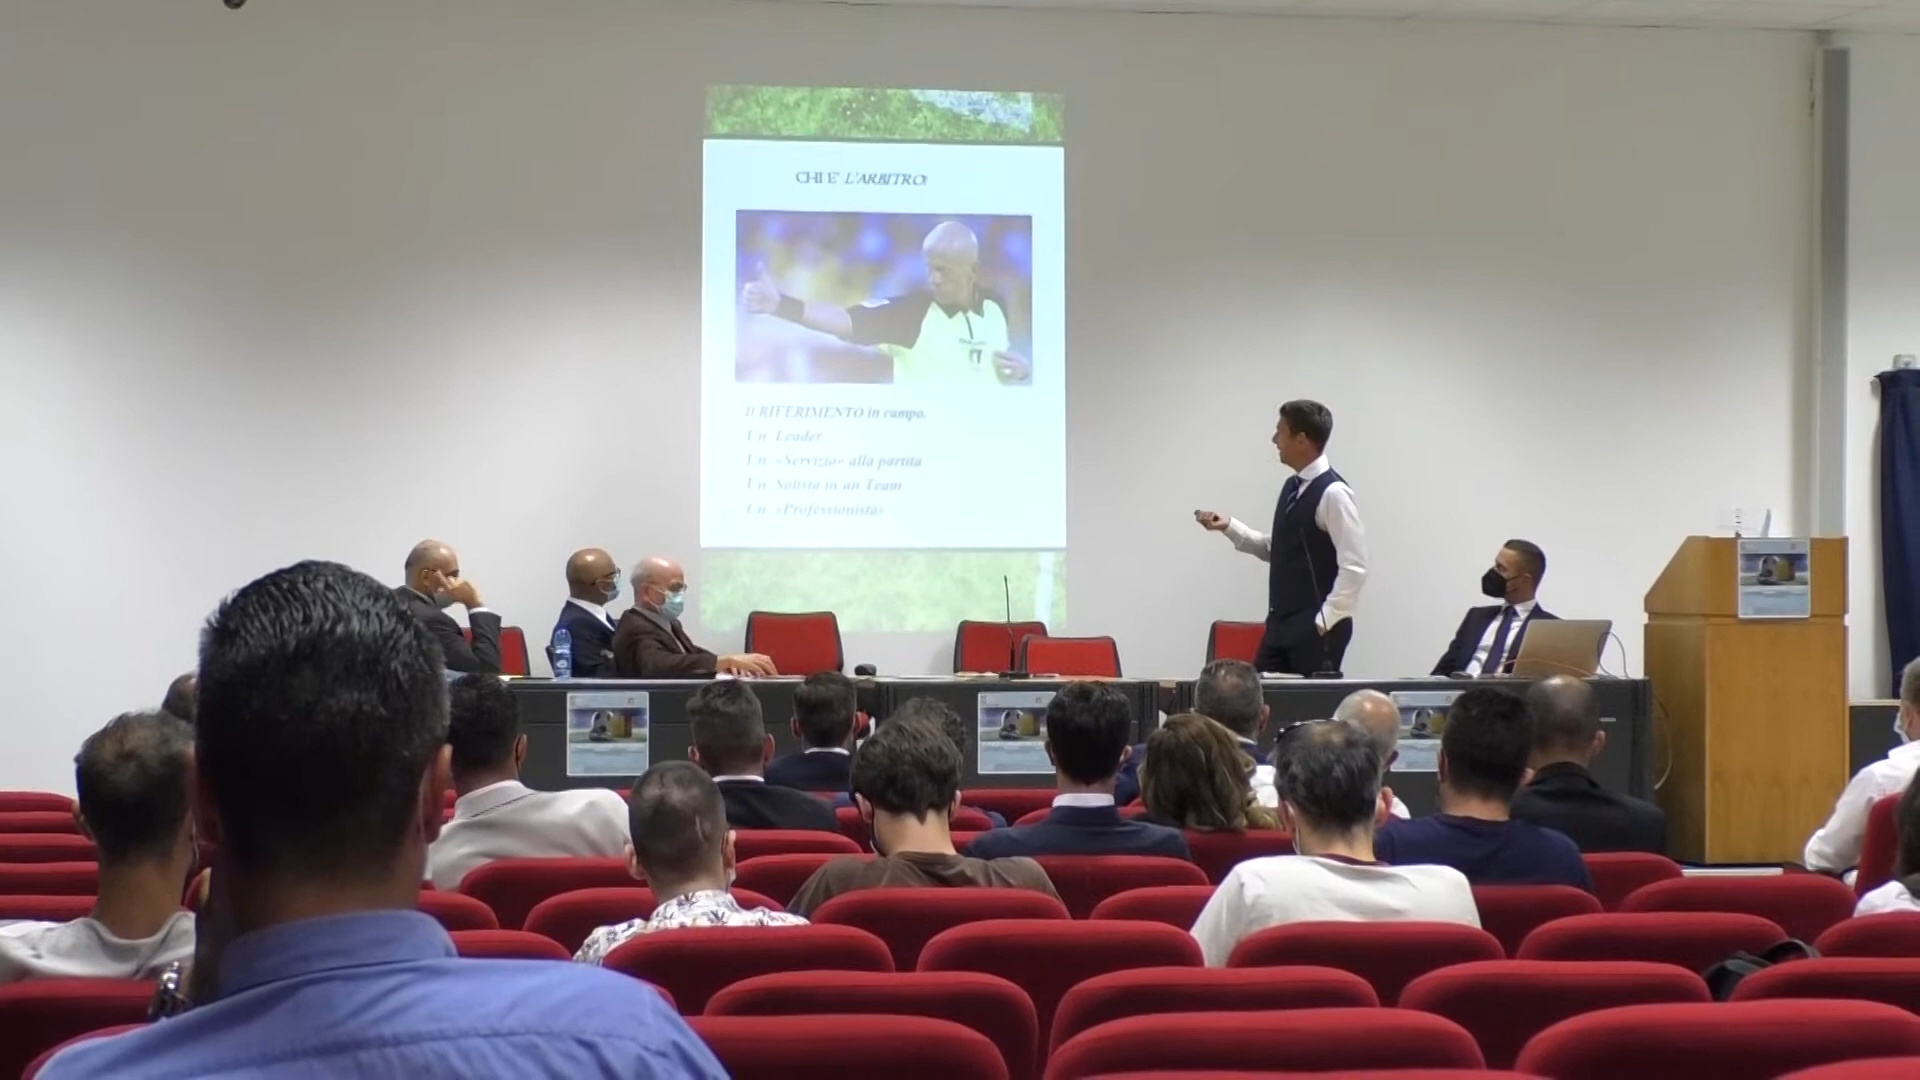 CHI E' L'ARBITRO?
Il RIFERIMENTO in campo.
Un Leader
Un «Servizio» alla partita
Un Solista in un Team
Un «Professionista»